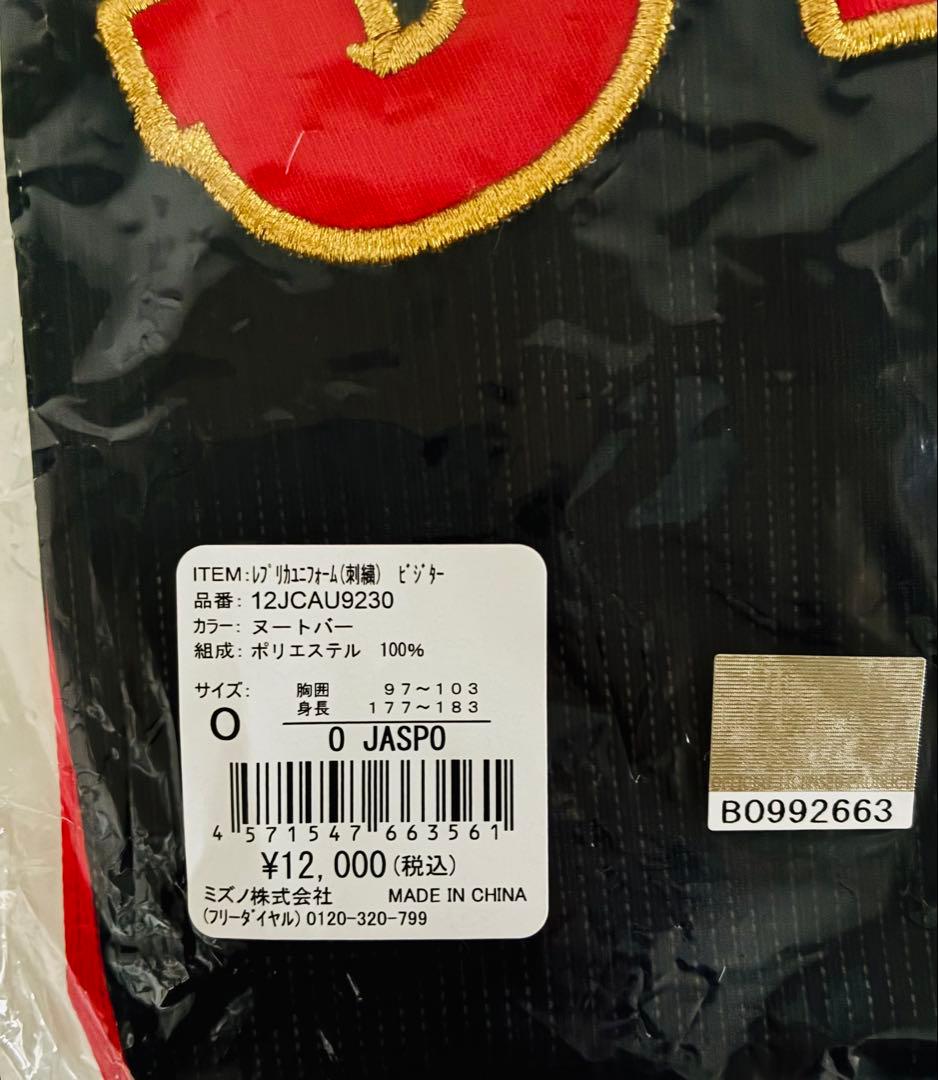 ITEM:ﾚﾌﾟﾘｶﾕﾆﾌｫｰﾑ(刺繍) ﾋﾞｼﾞﾀｰ
品番: 12JCAU9230
カラー: ヌートバー
組成: ポリエステル 100%
サイズ: 胸囲 97～103
身長 177～183
O
O JASPO
4 571547 663561
¥12,000(税込)
ミズノ株式会社 MADE IN CHINA
(フリーダイヤル) 0120-320-799
B0992663